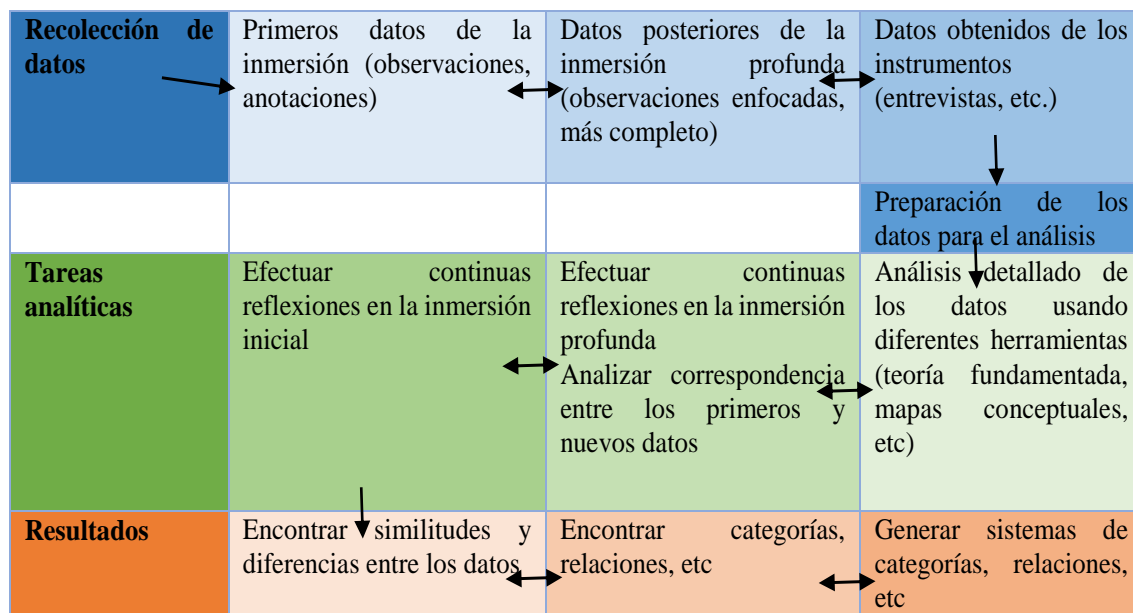 Recolección de
datos
Primeros datos de la
inmersión (observaciones,
anotaciones)
Datos posteriores de la
inmersión profunda
(observaciones enfocadas,
más completo)
Datos obtenidos de los
instrumentos
(entrevistas, etc.)
Preparación de los
datos para el análisis
Tareas
analíticas
Efectuar continuas
reflexiones en la inmersión
inicial
Efectuar continuas
reflexiones en la inmersión
profunda
Analizar correspondencia
entre los primeros y
nuevos datos
Análisis detallado de
los datos usando
diferentes herramientas
(teoría fundamentada,
mapas conceptuales,
etc)
Resultados
Encontrar similitudes y
diferencias entre los datos
Encontrar categorías,
relaciones, etc
Generar sistemas de
categorías, relaciones,
etc